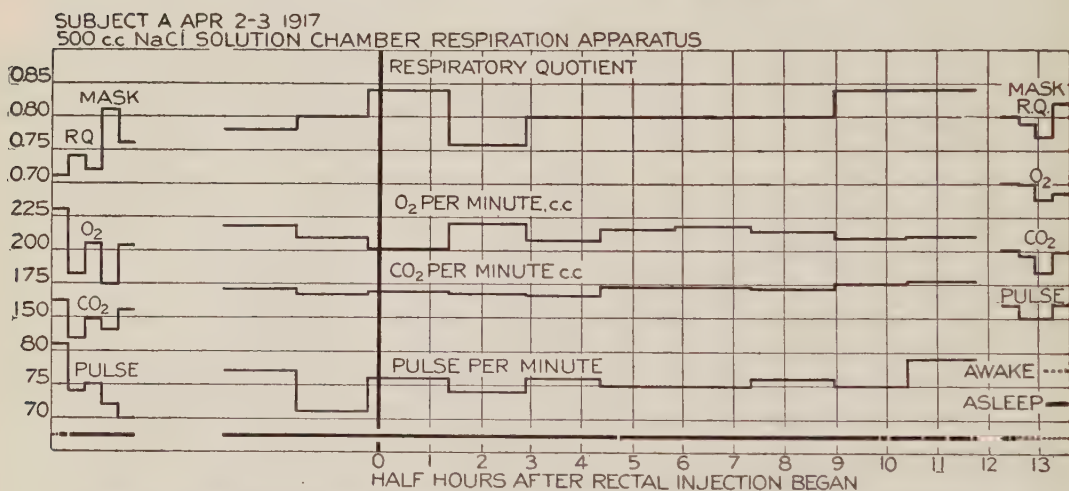 SUBJECT A APR 2-3 1917
500 c.c NaCl SOLUTION CHAMBER RESPIRATION APPARATUS
RESPIRATORY QUOTIENT
0.85
MASK
RQ
0.80
0.75
0.70
MASK
R.Q.
O₂ PER MINUTE, c.c
225
O₂
200
175
O₂
CO₂ PER MINUTE c.c
CO₂
150
CO₂
PULSE
80
PULSE
75
70
PULSE PER MINUTE
AWAKE
ASLEEP
0 1 2 3 4 5 6 7 8 9 10 11 12 13
HALF HOURS AFTER RECTAL INJECTION BEGAN